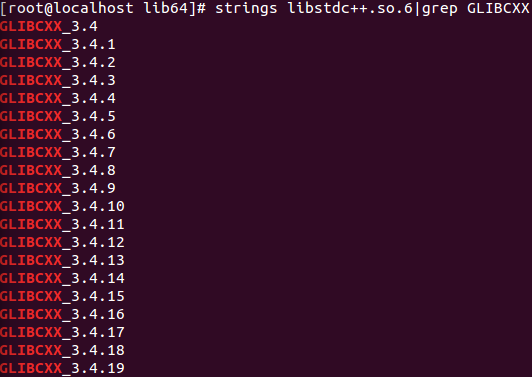 [root@localhost lib64]# strings libstdc++.so.6|grep GLIBCXX
GLIBCXX_3.4
GLIBCXX_3.4.1
GLIBCXX_3.4.2
GLIBCXX_3.4.3
GLIBCXX_3.4.4
GLIBCXX_3.4.5
GLIBCXX_3.4.6
GLIBCXX_3.4.7
GLIBCXX_3.4.8
GLIBCXX_3.4.9
GLIBCXX_3.4.10
GLIBCXX_3.4.11
GLIBCXX_3.4.12
GLIBCXX_3.4.13
GLIBCXX_3.4.14
GLIBCXX_3.4.15
GLIBCXX_3.4.16
GLIBCXX_3.4.17
GLIBCXX_3.4.18
GLIBCXX_3.4.19